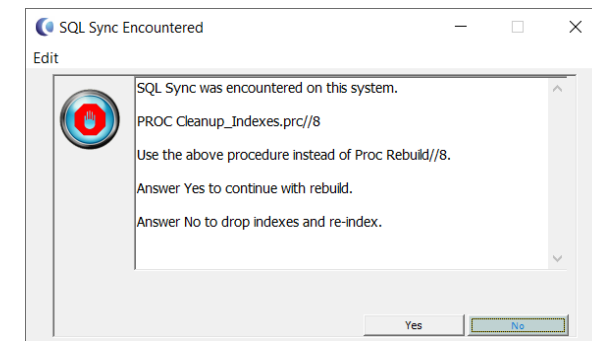 SQL Sync Encountered
Edit
SQL Sync was encountered on this system.
PROC Cleanup_Indexes.prc//8
Use the above procedure instead of Proc Rebuild//8.
Answer Yes to continue with rebuild.
Answer No to drop indexes and re-index.
Yes
No